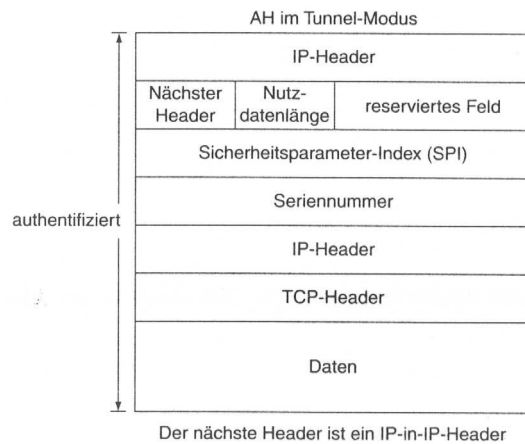 AH im Tunnel-Modus
IP-Header
Nächster
Header
Nutz-
datenlänge
reserviertes Feld
Sicherheitsparameter-Index (SPI)
Seriennummer
authentifiziert
IP-Header
TCP-Header
Daten
Der nächste Header ist ein IP-in-IP-Header